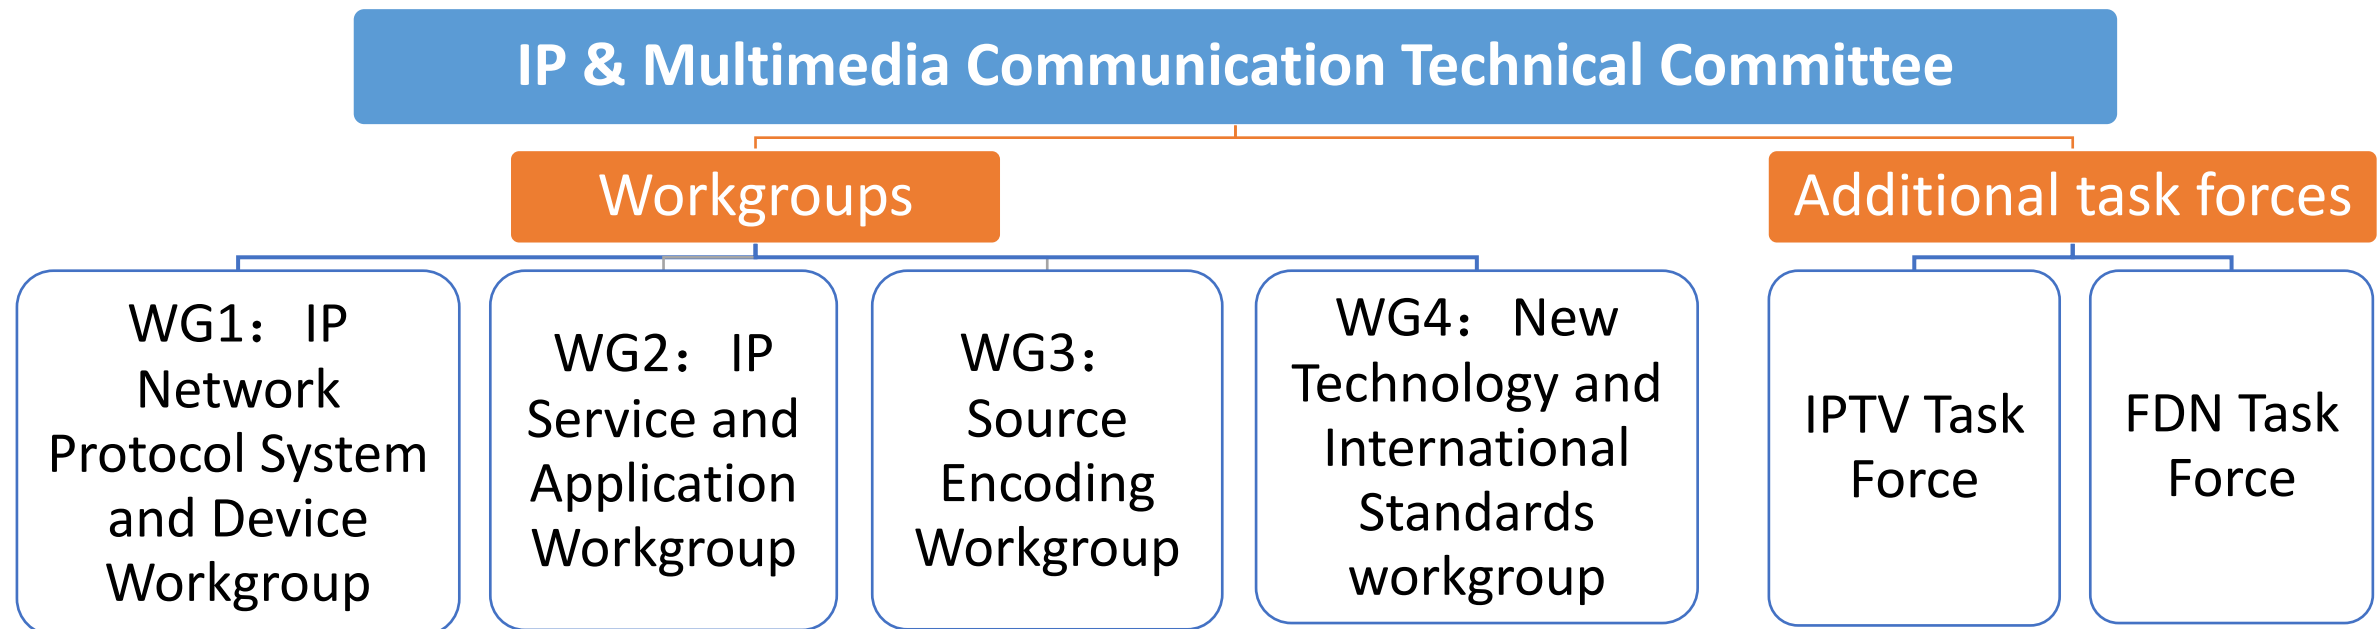 IP & Multimedia Communication Technical Committee
Workgroups
Additional task forces
WG1： IP
Network
Protocol System
and Device
Workgroup
WG2： IP
Service and
Application
Workgroup
WG3：
Source
Encoding
Workgroup
WG4： New
Technology and
International
Standards
workgroup
IPTV Task
Force
FDN Task
Force